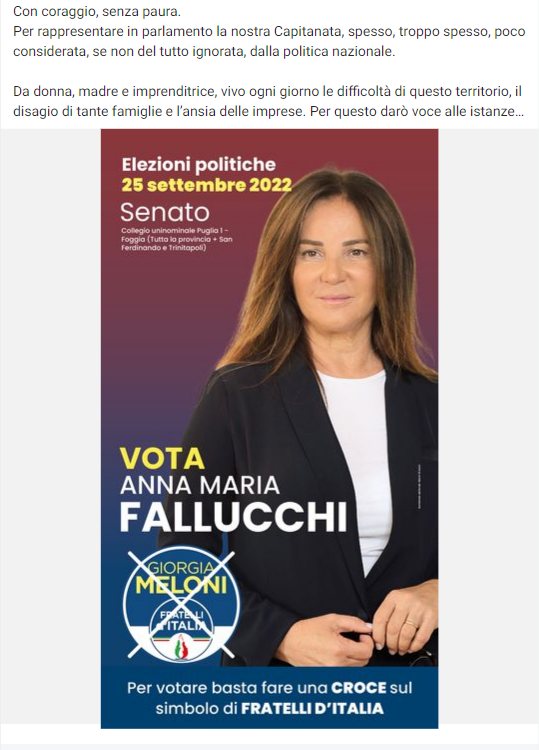 Con coraggio, senza paura.
Per rappresentare in parlamento la nostra Capitanata, spesso, troppo spesso, poco
considerata, se non del tutto ignorata, dalla politica nazionale.
Da donna, madre e imprenditrice, vivo ogni giorno le difficoltà di questo territorio, il
disagio di tante famiglie e l’ansia delle imprese. Per questo darò voce alle istanze…
Elezioni politiche
25 settembre 2022
Senato
Collegio uninominale Puglia 1 -
Foggia (Tutta la provincia + San
Ferdinando e Trinitapoli)
VOTA
ANNA MARIA
FALLUCCHI
GIORGIA
MELONI
FRATELLI
d'ITALIA
Per votare basta fare una CROCE sul
simbolo di FRATELLI D’ITALIA